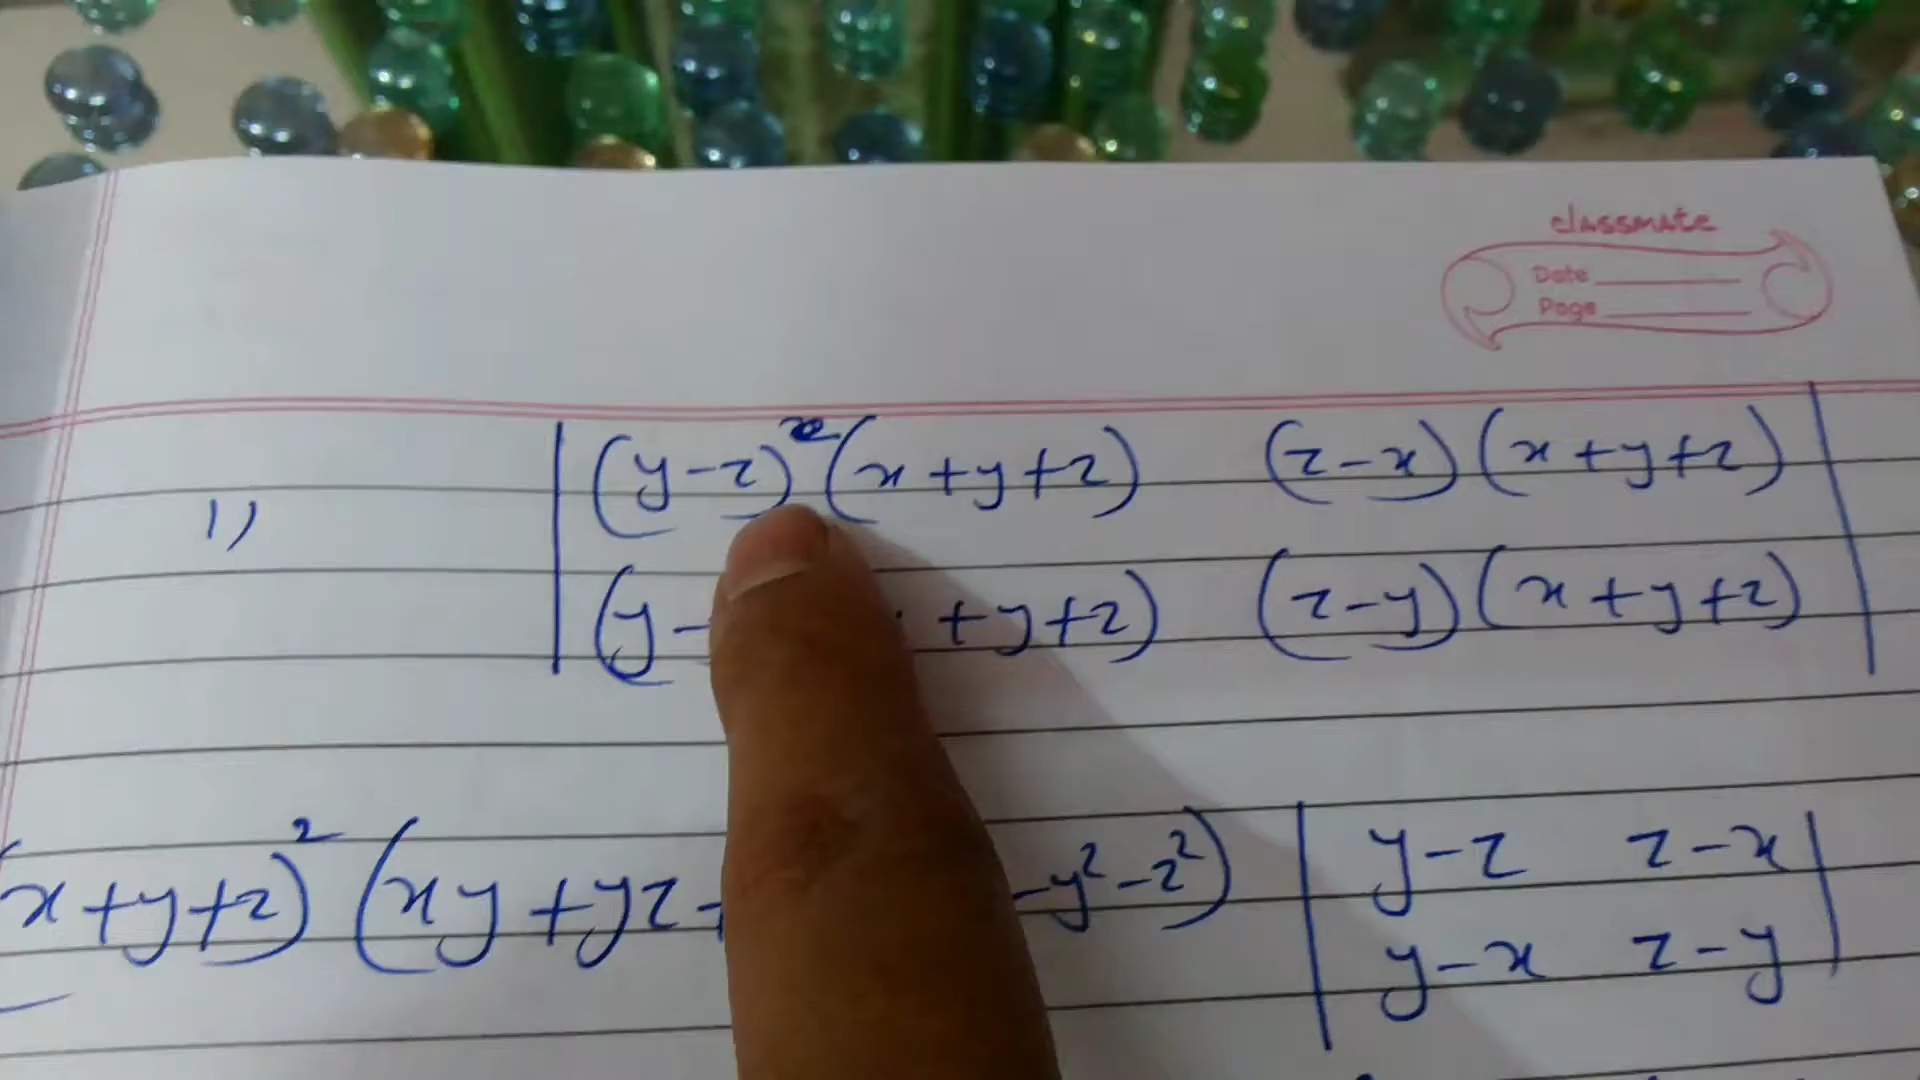 classmate
Date
Page
1) | (y-z) (x+y+z) (z-x) (x+y+z) |
(y- +y+z) (z-y) (x+y+z) |
(x+y+z)² (xy+yz+ -y²-z²) | y-z z-x |
y-x z-y